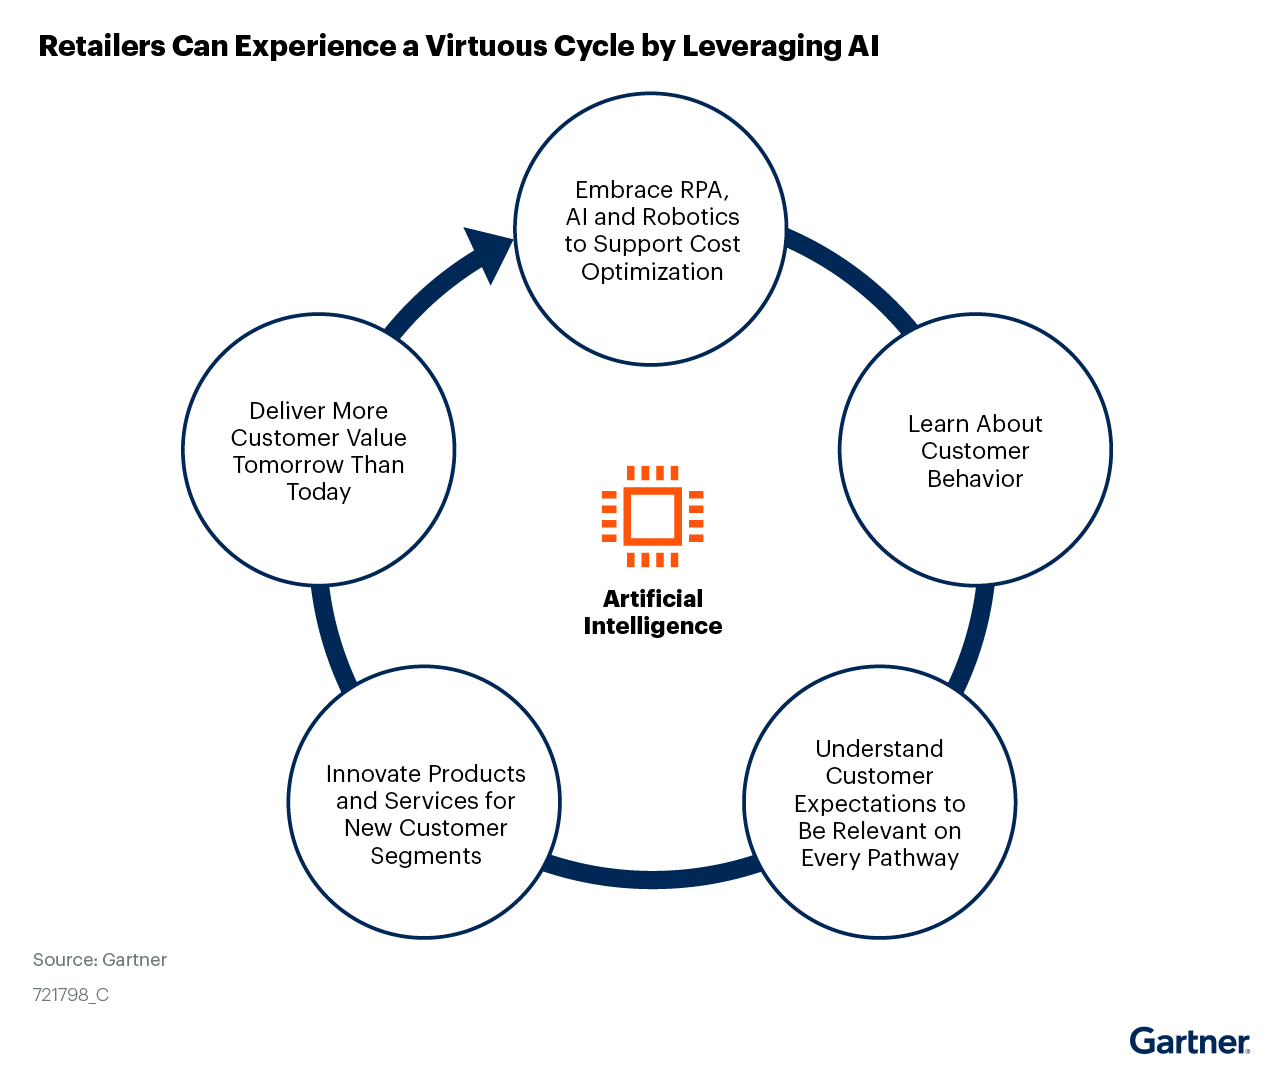 Retailers Can Experience a Virtuous Cycle by Leveraging AI
Embrace RPA,
AI and Robotics
to Support Cost
Optimization
Learn About
Customer
Behavior
Understand
Customer
Expectations to
Be Relevant on
Every Pathway
Innovate Products
and Services for
New Customer
Segments
Deliver More
Customer Value
Tomorrow Than
Today
Artificial
Intelligence
Source: Gartner
721798_C
Gartner®